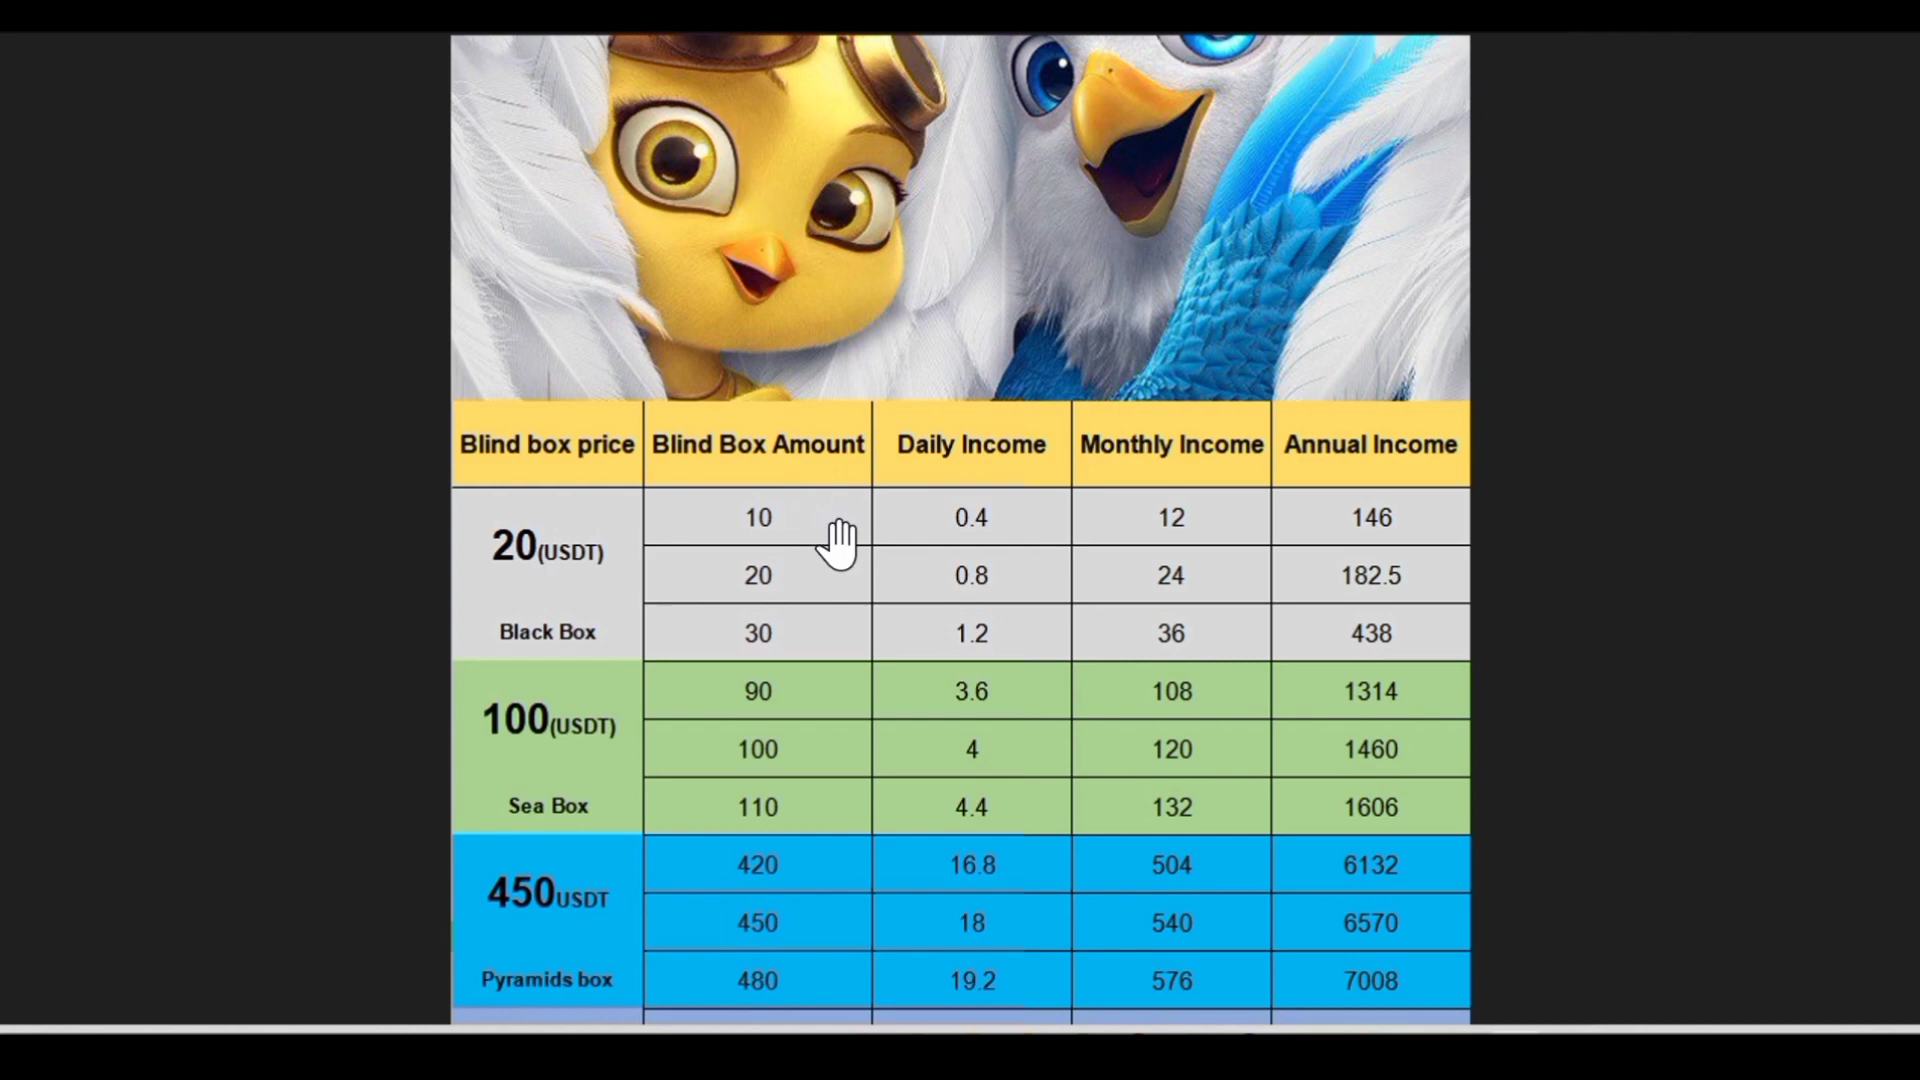 Blind box price Blind Box Amount Daily Income Monthly Income Annual Income
20(USDT)
Black Box
10 0.4 12 146
20 0.8 24 182.5
30 1.2 36 438
100(USDT)
Sea Box
90 3.6 108 1314
100 4 120 1460
110 4.4 132 1606
450USDT
Pyramids box
420 16.8 504 6132
450 18 540 6570
480 19.2 576 7008